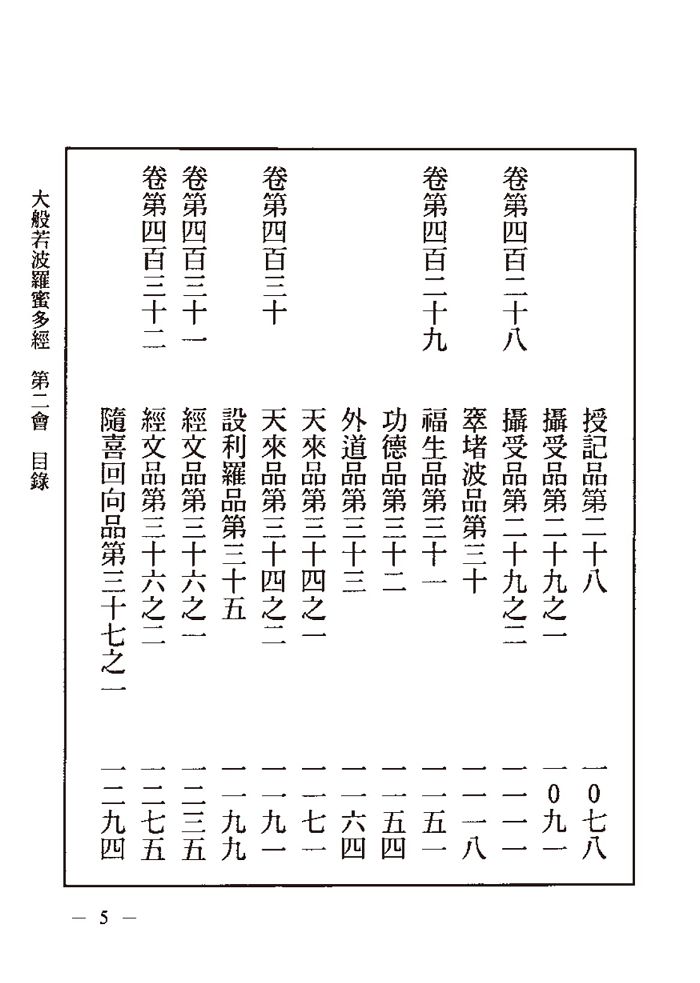 授記品第二十八 一0七八
攝受品第二十九之一 一0九一
卷第四百二十八 攝受品第二十九之二 一一一一
窣堵波品第三十 一一一八
卷第四百二十九 福生品第三十一 一一五一
功德品第三十二 一一五四
外道品第三十三 一一六四
天來品第三十四之一 一一七一
卷第四百三十 天來品第三十四之二 一一九一
設利羅品第三十五 一一九九
卷第四百三十一 經文品第三十六之一 一二三五
卷第四百三十二 經文品第三十六之二 一二七五
隨喜回向品第三十七之一 一二九四
大般若波羅蜜多經 第二會 目錄
— 5 —